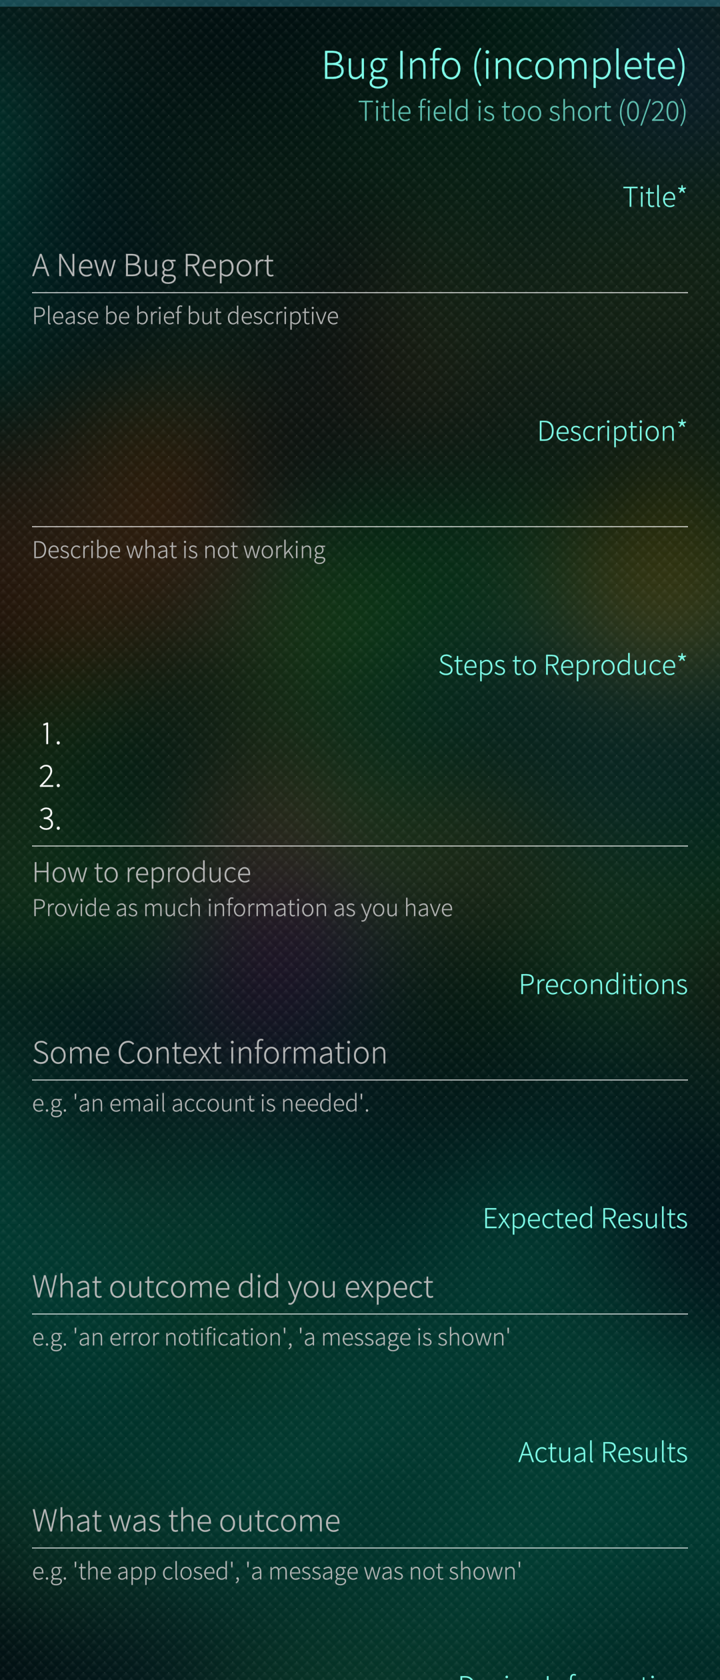 Bug Info (incomplete)
Title field is too short (0/20)
Title*
A New Bug Report
Please be brief but descriptive
Description*
Describe what is not working
Steps to Reproduce*
1.
2.
3.
How to reproduce
Provide as much information as you have
Preconditions
Some Context information
e.g. 'an email account is needed'.
Expected Results
What outcome did you expect
e.g. 'an error notification', 'a message is shown'
Actual Results
What was the outcome
e.g. 'the app closed', 'a message was not shown'